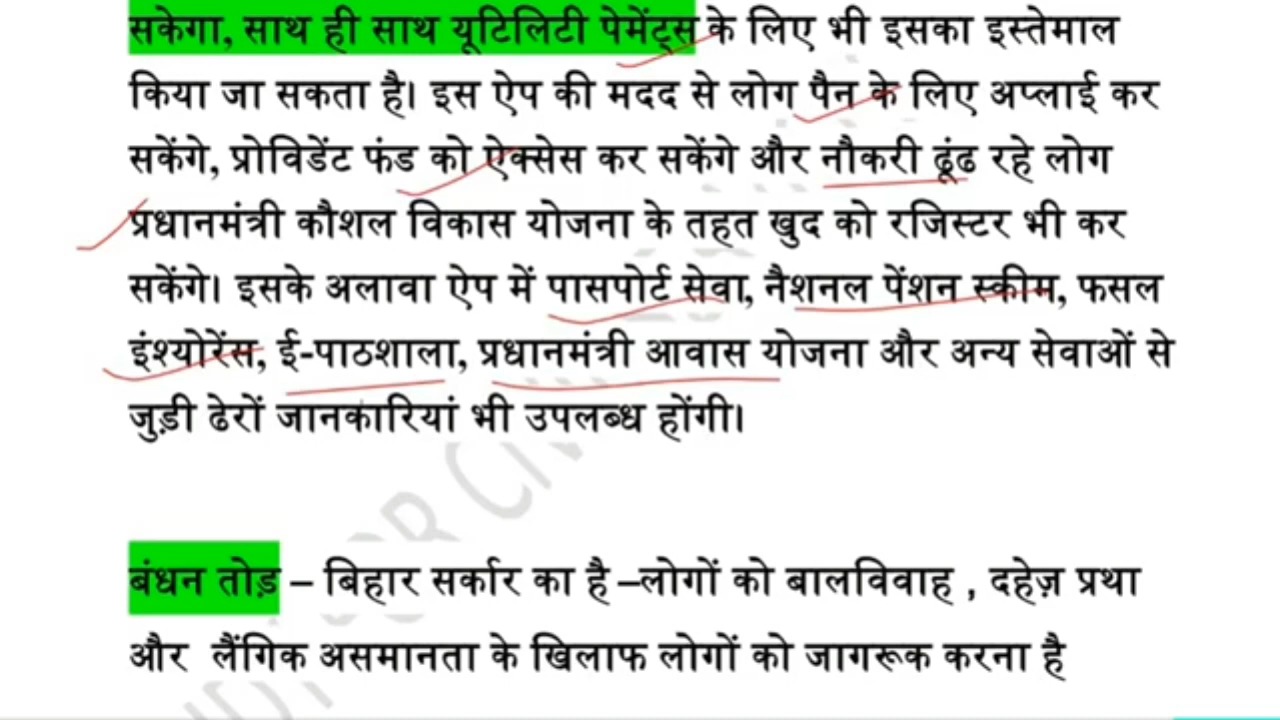 सकेगा, साथ ही साथ यूटिलिटी पेमेंट्स के लिए भी इसका इस्तेमाल
किया जा सकता है। इस ऐप की मदद से लोग पैन के लिए अप्लाई कर
सकेंगे, प्रोविडेंट फंड को ऐक्सेस कर सकेंगे और नौकरी ढूंढ रहे लोग
प्रधानमंत्री कौशल विकास योजना के तहत खुद को रजिस्टर भी कर
सकेंगे। इसके अलावा ऐप में पासपोर्ट सेवा, नैशनल पेंशन स्कीम, फसल
इंश्योरेंस, ई-पाठशाला, प्रधानमंत्री आवास योजना और अन्य सेवाओं से
जुड़ी ढेरों जानकारियां भी उपलब्ध होंगी।
बंधन तोड़ – बिहार सर्कार का है –लोगों को बालविवाह , दहेज़ प्रथा
और लैंगिक असमानता के खिलाफ लोगों को जागरूक करना है